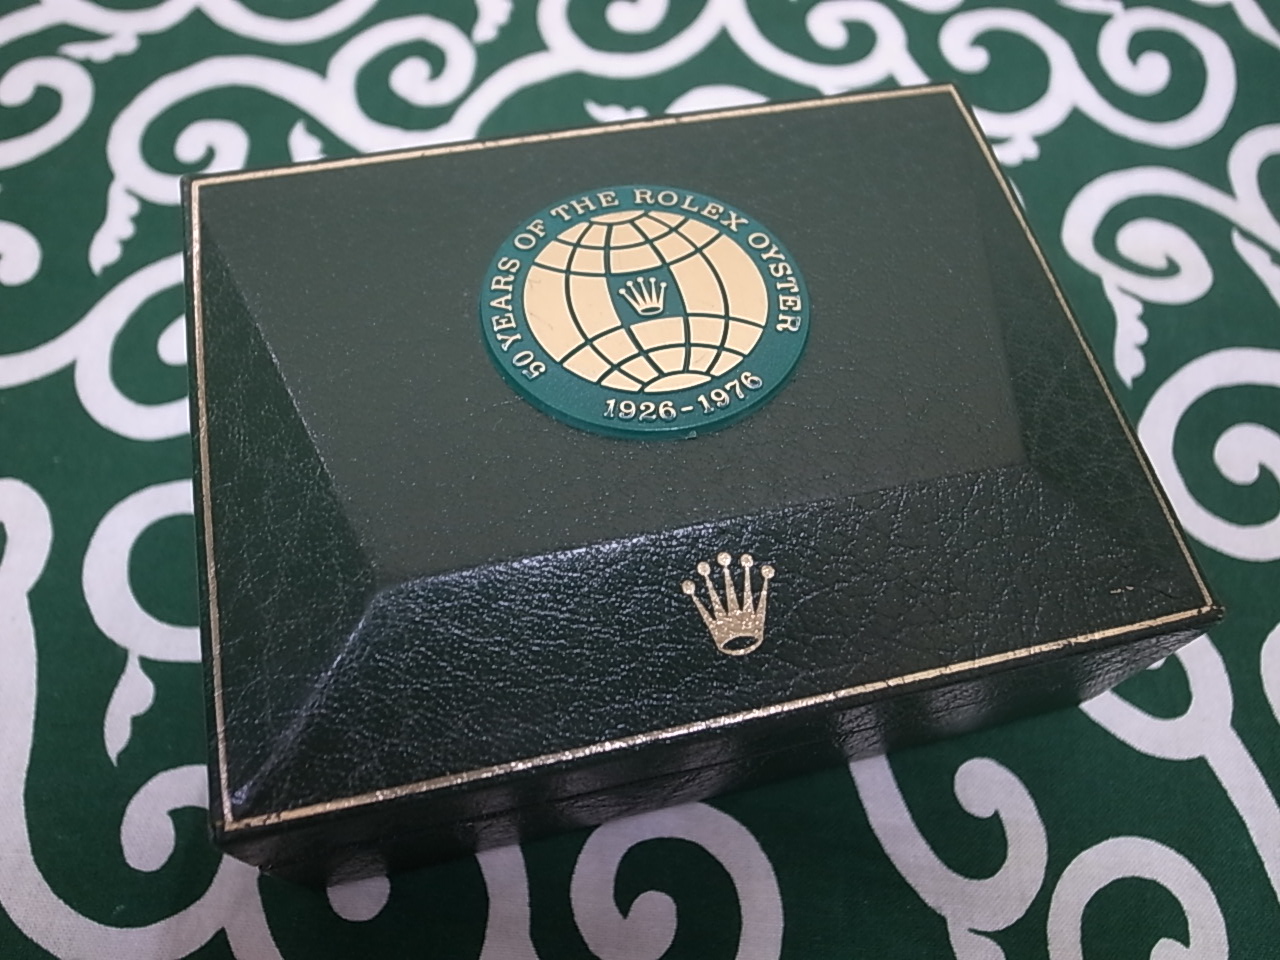 50 YEARS OF THE ROLEX OYSTER
1926-1976